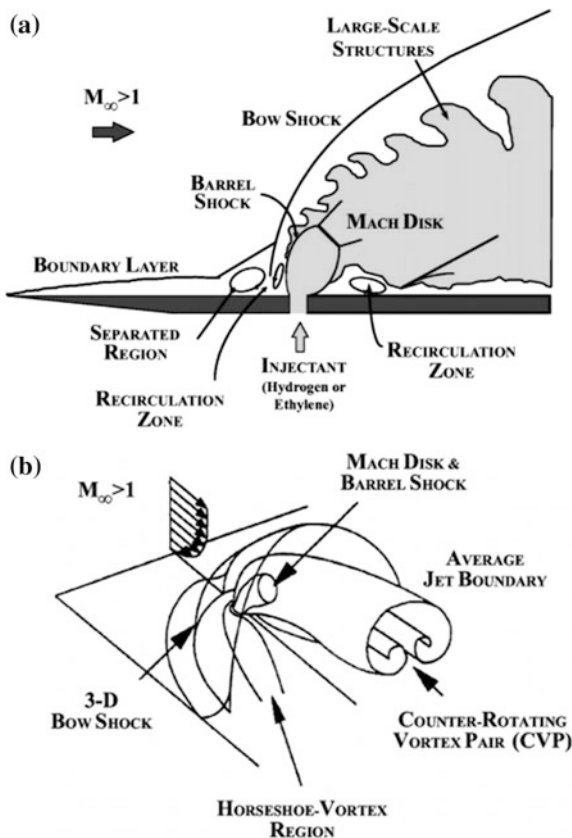 (a)
LARGE-SCALE
STRUCTURES
M∞>1
BOW SHOCK
BARREL
SHOCK
MACH DISK
BOUNDARY LAYER
SEPARATED
REGION
RECIRCULATION
ZONE
INJECTANT
(Hydrogen or
Ethylene)
RECIRCULATION
ZONE
(b)
M∞>1
MACH DISK &
BARREL SHOCK
AVERAGE
JET BOUNDARY
3-D
BOW SHOCK
COUNTER-ROTATING
VORTEX PAIR (CVP)
HORSESHOE-VORTEX
REGION